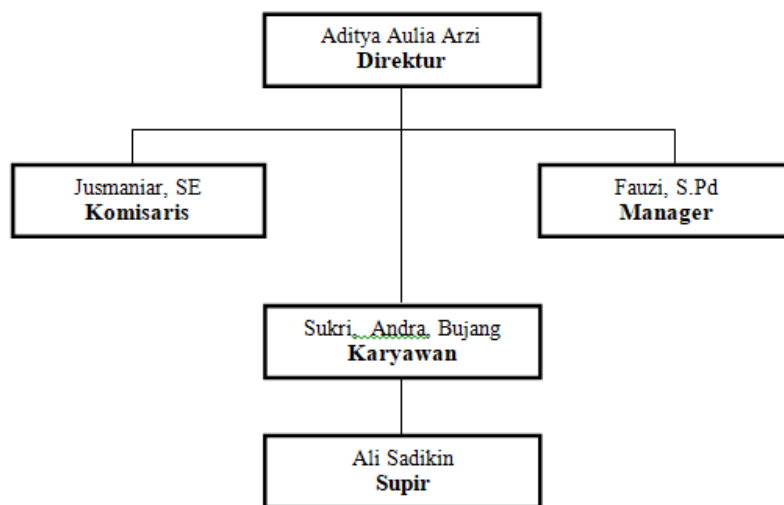 Aditya Aulia Arzi
Direktur
Jusmaniar, SE
Komisaris
Fauzi, S.Pd
Manager
Sukri, Andra, Bujang
Karyawan
Ali Sadikin
Supir